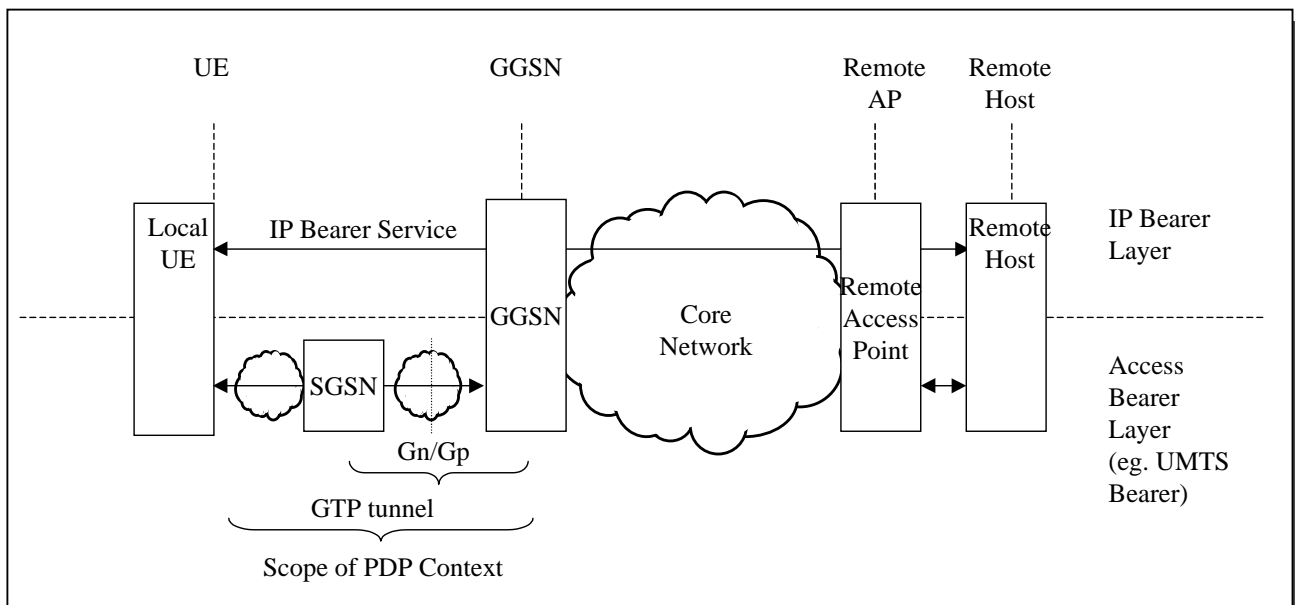 UE
GGSN
Remote
AP
Remote
Host
Local
UE
IP Bearer Service
Remote
Host
IP Bearer
Layer
GGSN
Core
Network
Remote
Access
Point
SGSN
Access
Bearer
Layer
(eg. UMTS
Bearer)
Gn/Gp
GTP tunnel
Scope of PDP Context